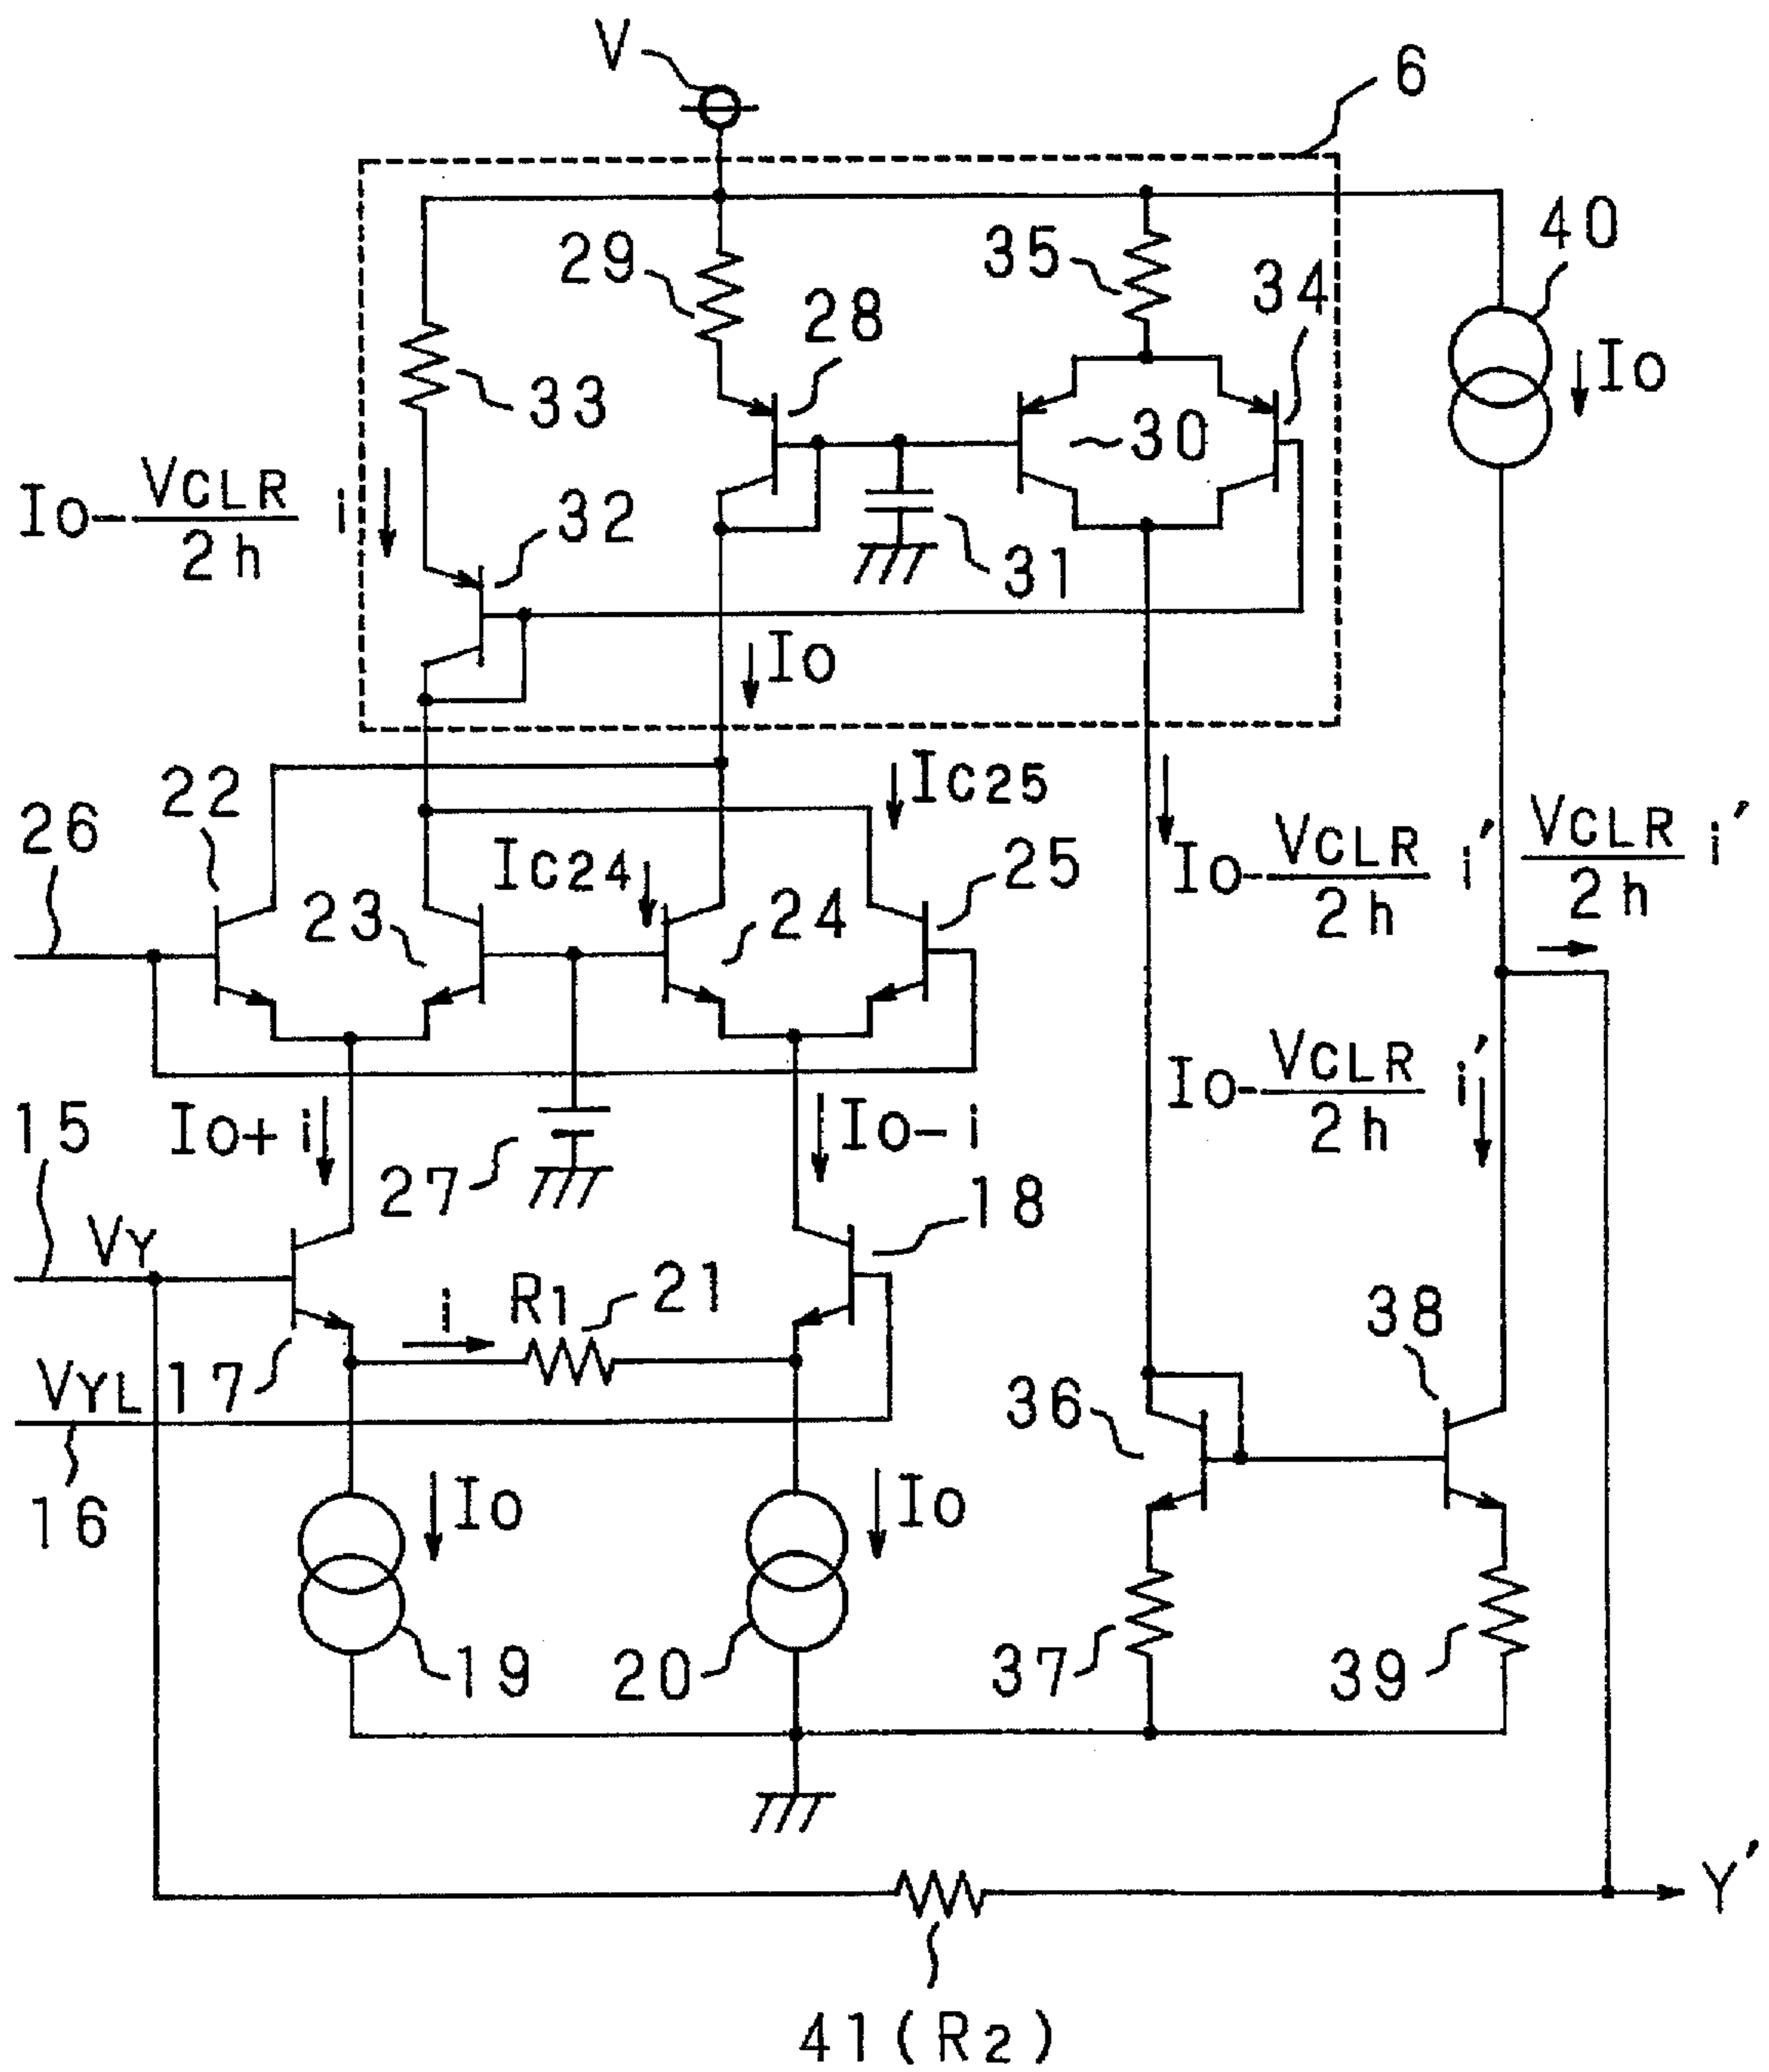 V
6
29
35
34
40
28
Io
33
30
Io-VCLR/2h i
32
31
Io
22
IC25
26
IC24
25
23
24
Io-VCLR/2h i′
VCLR/2h i′
Io-VCLR/2h i′
15
Io+i
Io-i
27
18
VY
i
R1
21
38
VYL
17
36
16
Io
Io
19
20
37
39
Y′
41(R2)